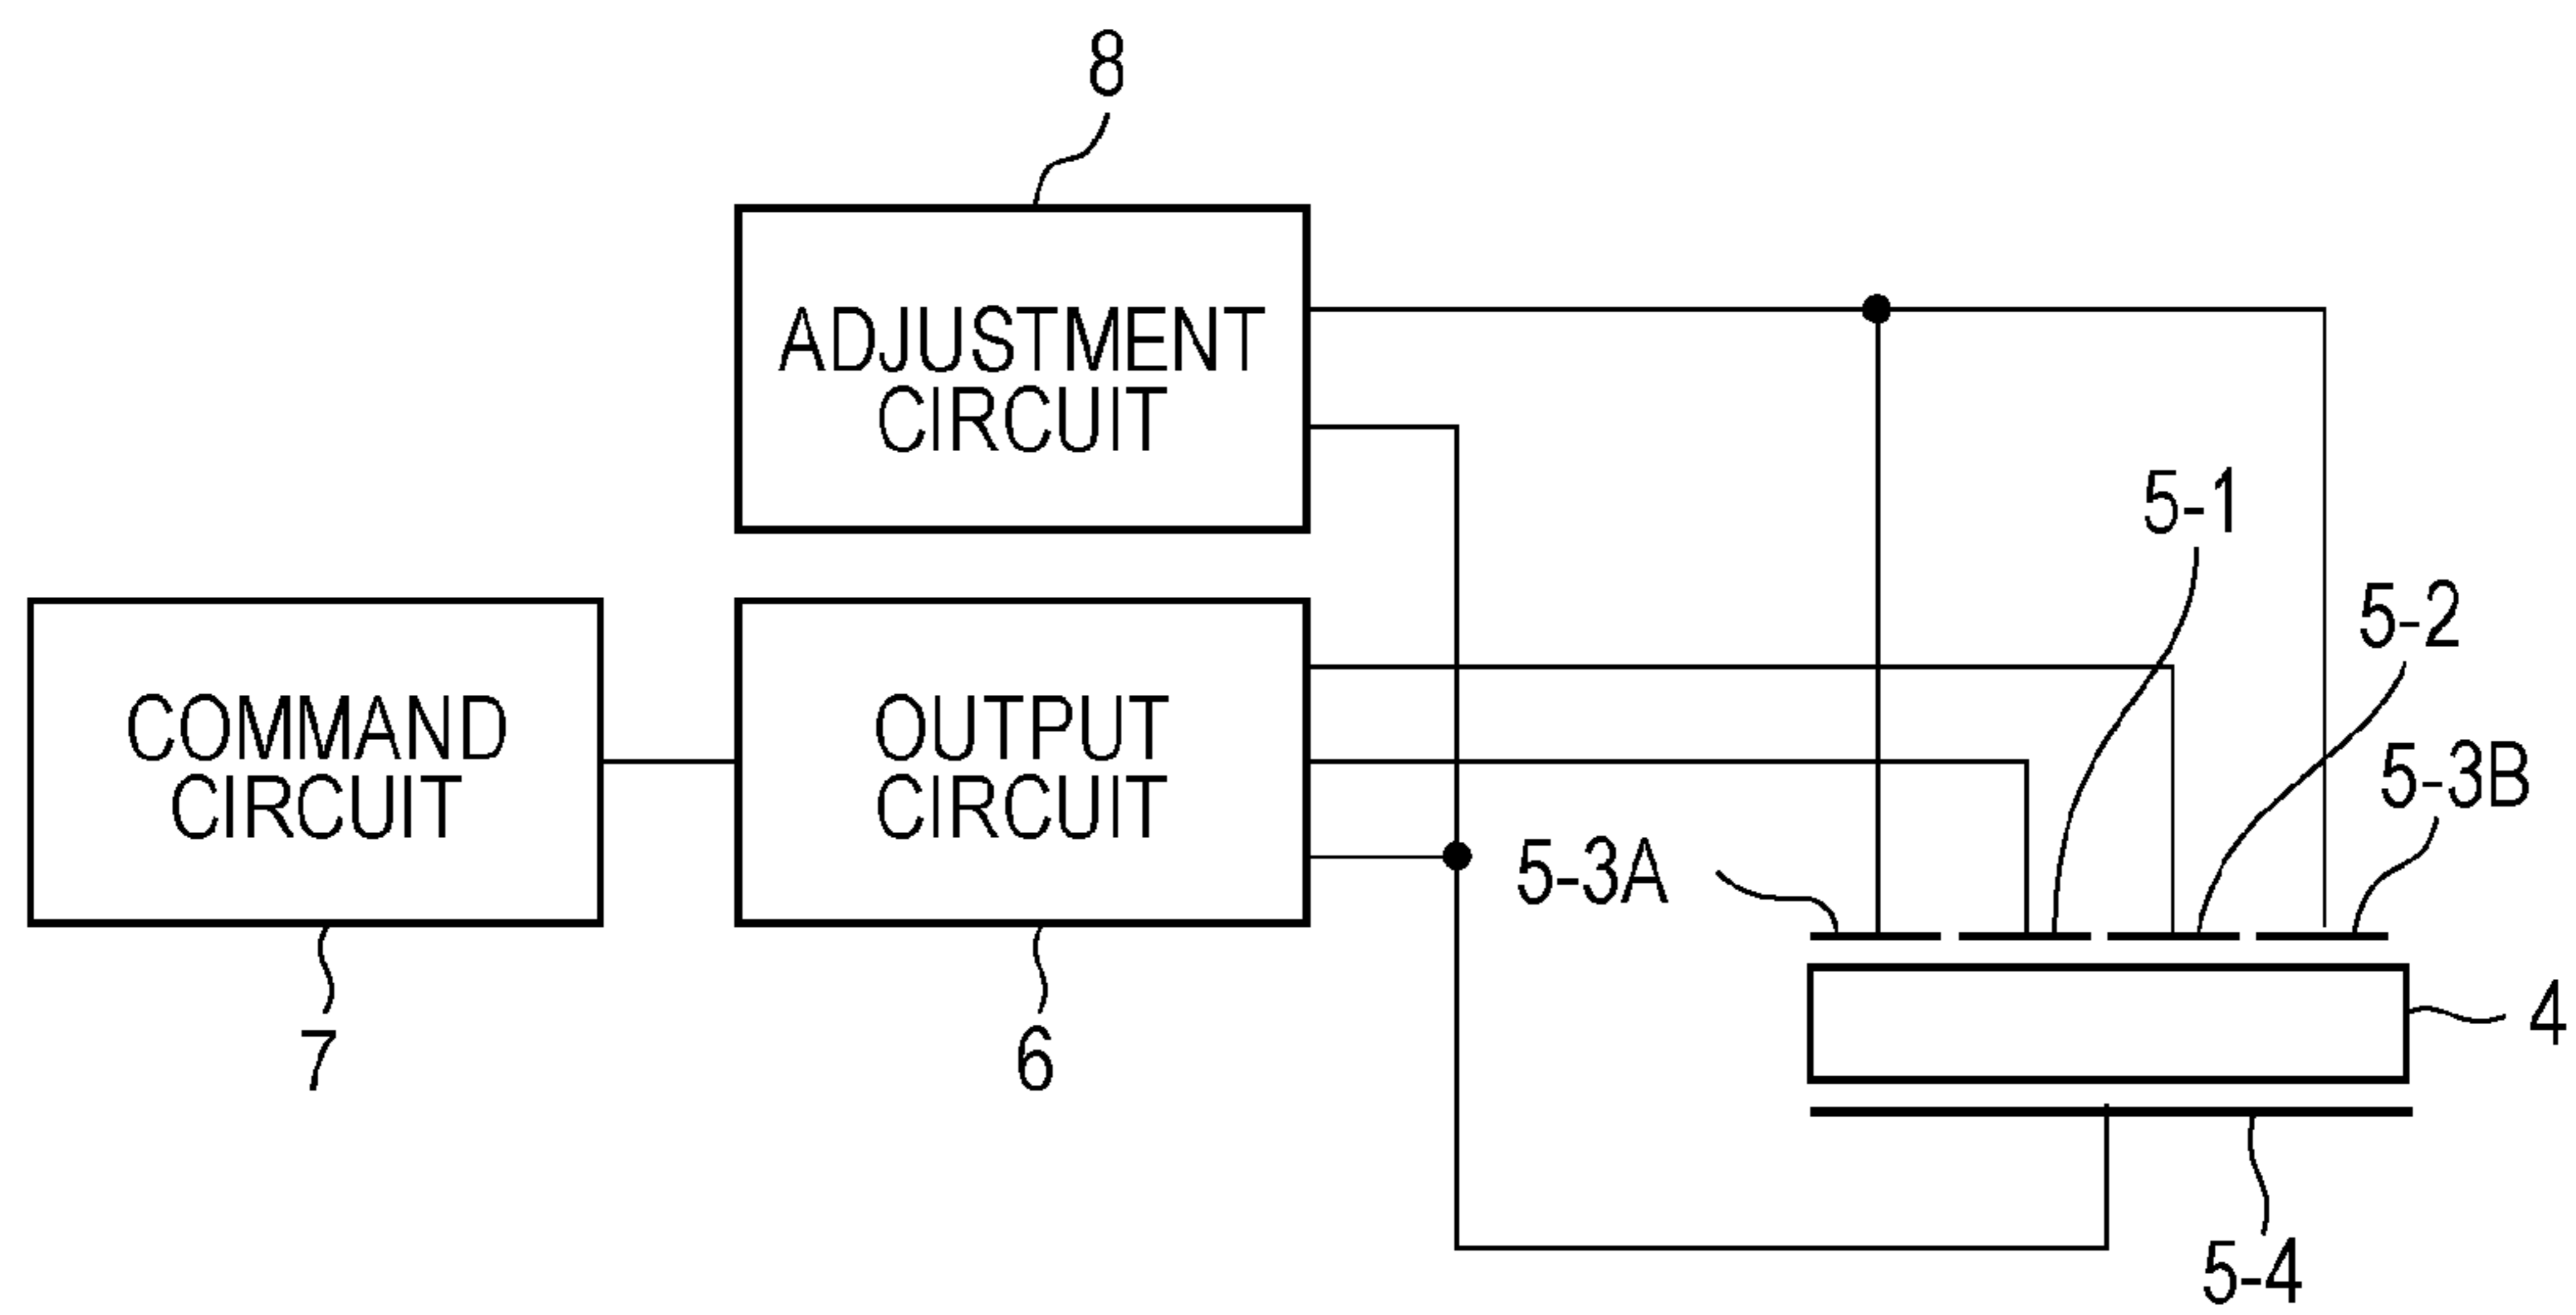 8
ADJUSTMENT
CIRCUIT
5-1
5-2
COMMAND
CIRCUIT
OUTPUT
CIRCUIT
5-3B
5-3A
4
7
6
5-4